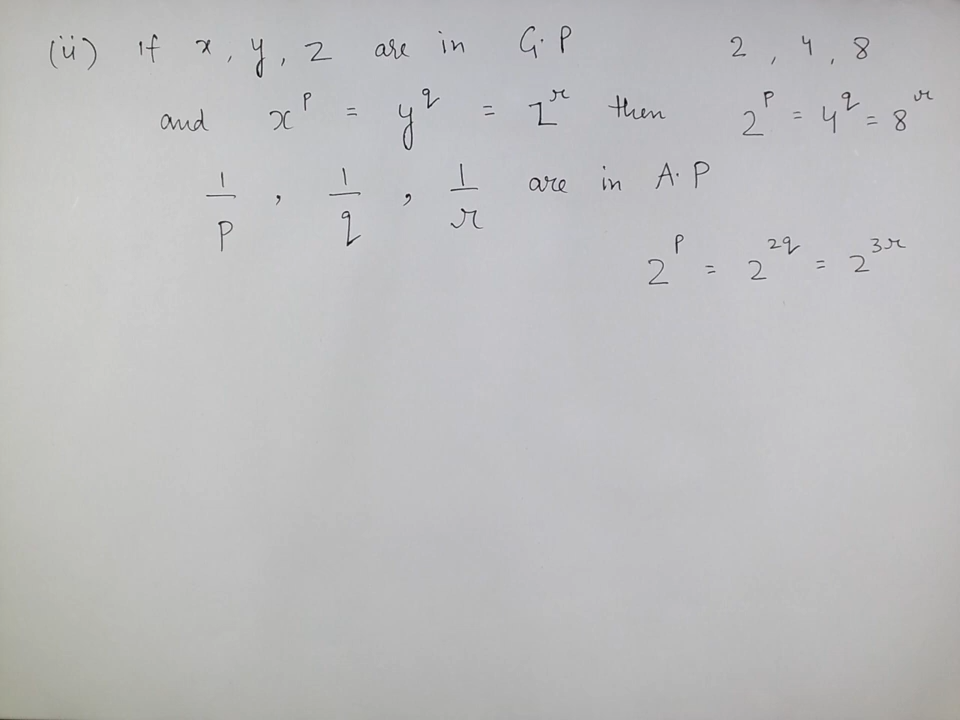 (ii) If x, y, z are in G.P 2, 4, 8
and x^p = y^q = z^r then 2^p = 4^q = 8^r
1/p, 1/q, 1/r are in A.P
2^p = 2^2q = 2^3r